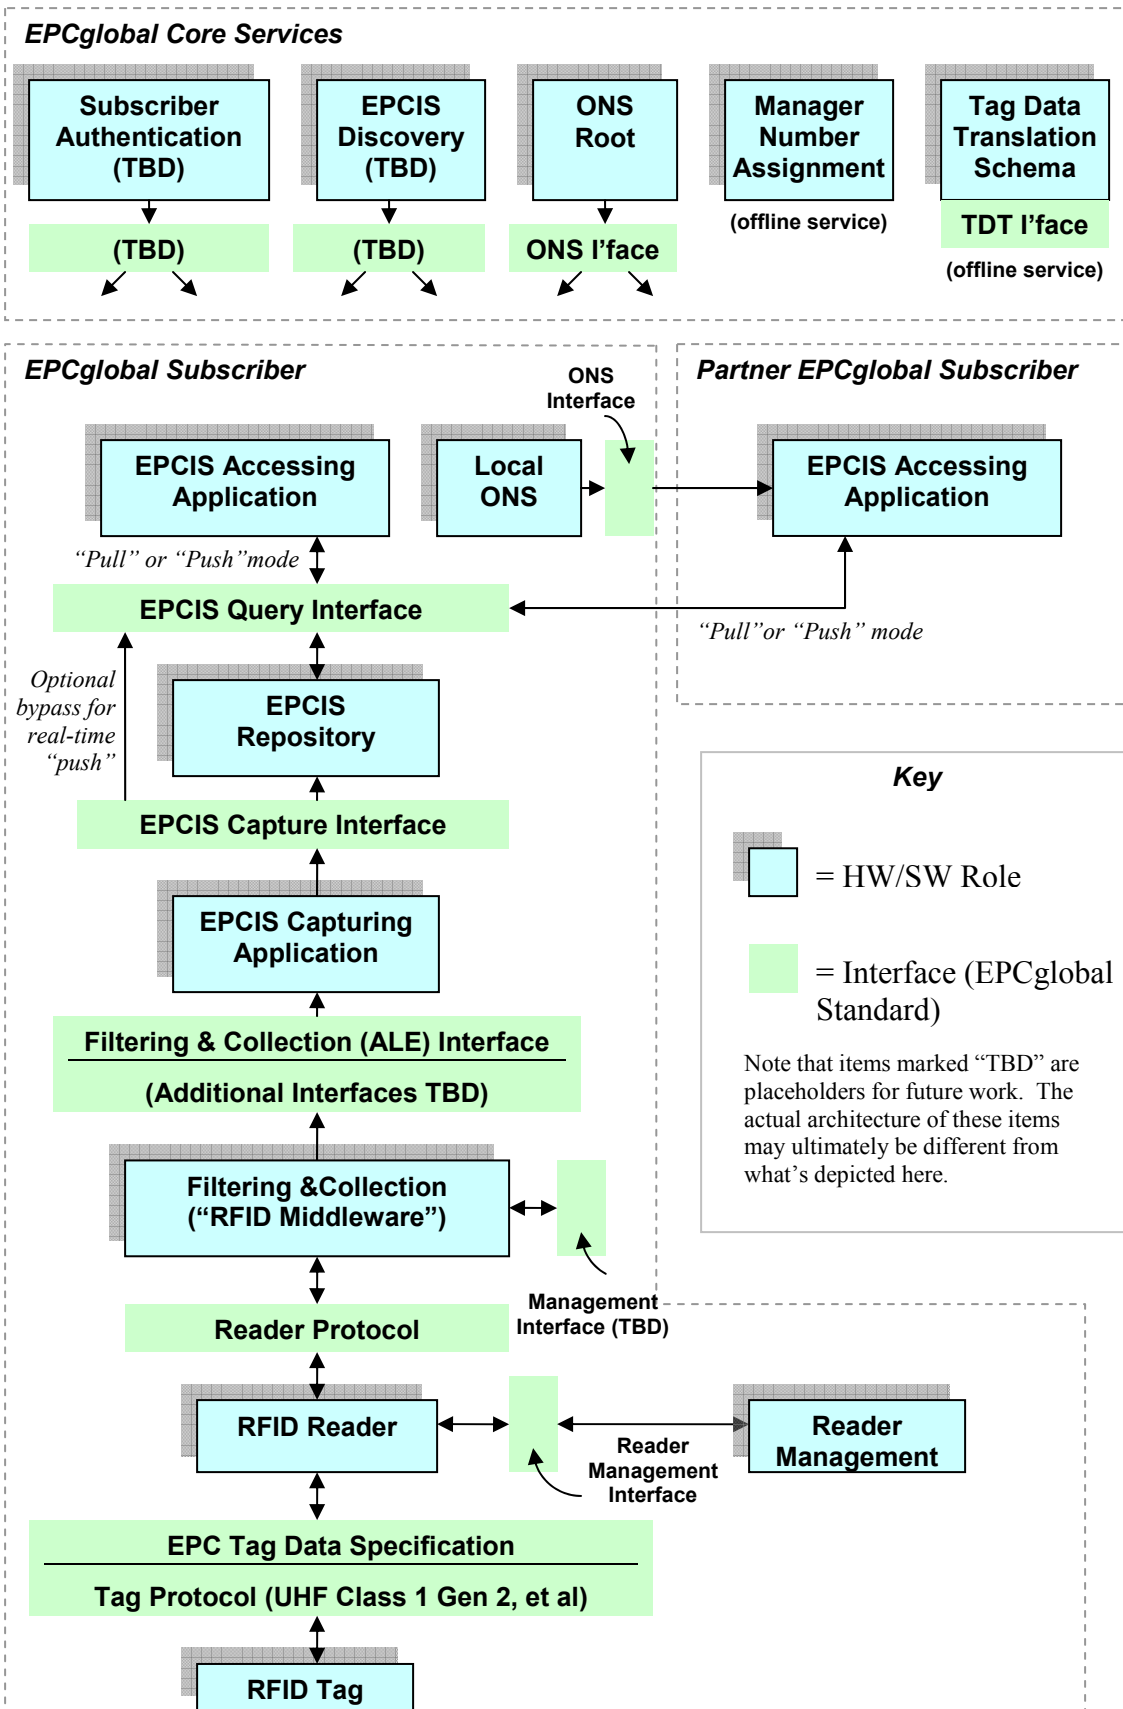 EPCglobal Core Services
Subscriber
Authentication
(TBD)
EPCIS
Discovery
(TBD)
ONS
Root
Manager
Number
Assignment
Tag Data
Translation
Schema
(TBD)
(TBD)
ONS I’face
(offline service)
TDT I’face
(offline service)
EPCglobal Subscriber
ONS
Interface
Partner EPCglobal Subscriber
EPCIS Accessing
Application
Local
ONS
EPCIS Accessing
Application
“Pull” or “Push”mode
EPCIS Query Interface
“Pull”or “Push” mode
Optional
bypass for
real-time
“push”
EPCIS
Repository
EPCIS Capture Interface
EPCIS Capturing
Application
Filtering & Collection (ALE) Interface
(Additional Interfaces TBD)
Filtering &Collection
(“RFID Middleware”)
Management
Interface (TBD)
Reader Protocol
RFID Reader
Reader
Management
Interface
Reader
Management
EPC Tag Data Specification
Tag Protocol (UHF Class 1 Gen 2, et al)
RFID Tag
Key
= HW/SW Role
= Interface (EPCglobal
Standard)
Note that items marked “TBD” are
placeholders for future work.  The
actual architecture of these items
may ultimately be different from
what’s depicted here.